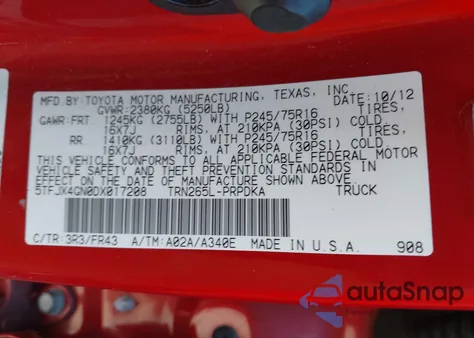 MFD BY: TOYOTA MOTOR MANUFACTURING, TEXAS, INC. DATE: 10/12
GVWR: 2380KG (5250LB)
GAWR: FRT 1245KG (2755LB) WITH P245/75R16 TIRES,
16X7J RIMS, AT 210KPA (30PSI) COLD
RR 1410KG (3110LB) WITH P245/75R16 TIRES,
16X7J RIMS, AT 210KPA (30PSI) COLD
THIS VEHICLE CONFORMS TO ALL APPLICABLE FEDERAL MOTOR
VEHICLE SAFETY STANDARDS IN EFFECT ON THE DATE OF
MANUFACTURE SHOWN ABOVE.
5TFJX4GN0DX017208 TRN265L-PRPDKA TRUCK
C/TR: 3R3/FR43 A/TM: A02A/A340E MADE IN U.S.A. 908
autoSnap